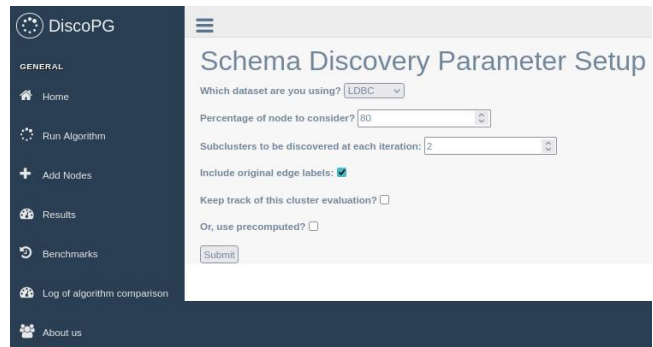 DiscoPG
GENERAL
Home
Run Algorithm
Add Nodes
Results
Benchmarks
Log of algorithm comparison
About us
Schema Discovery Parameter Setup
Which dataset are you using? LDBC
Percentage of node to consider? 80
Subclusters to be discovered at each iteration: 2
Include original edge labels:
Keep track of this cluster evaluation?
Or, use precomputed?
Submit